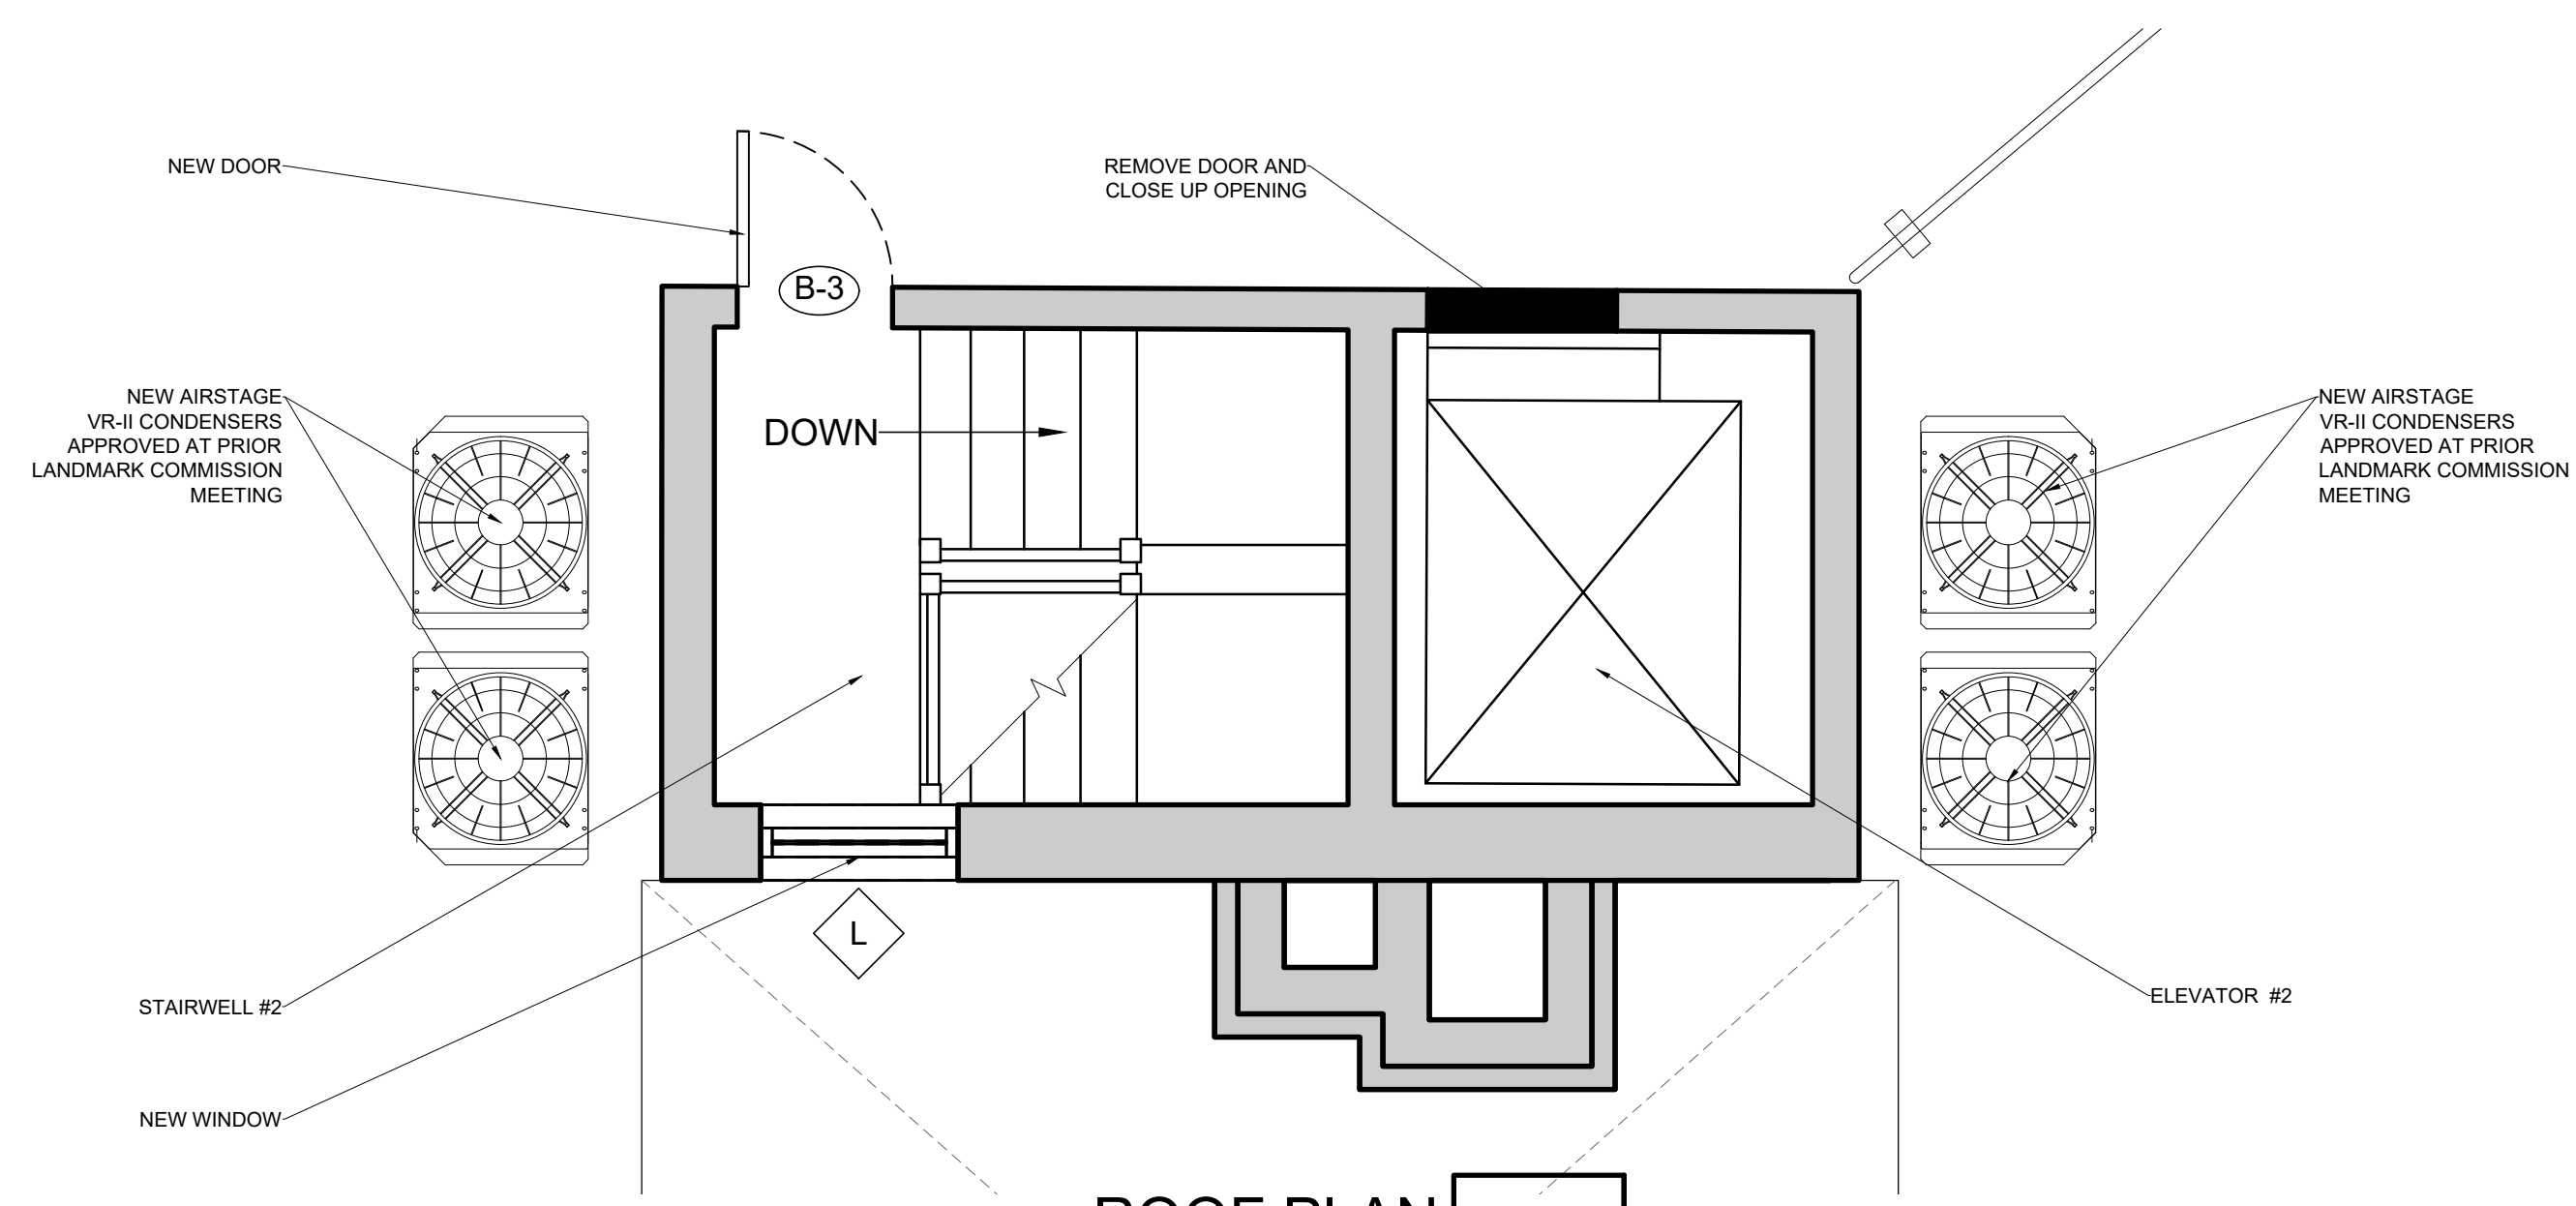 NEW DOOR
REMOVE DOOR AND
CLOSE UP OPENING
B-3
NEW AIRSTAGE
VR-II CONDENSERS
APPROVED AT PRIOR
LANDMARK COMMISSION
MEETING
DOWN
NEW AIRSTAGE
VR-II CONDENSERS
APPROVED AT PRIOR
LANDMARK COMMISSION
MEETING
L
STAIRWELL #2
ELEVATOR #2
NEW WINDOW
ROOF PLAN